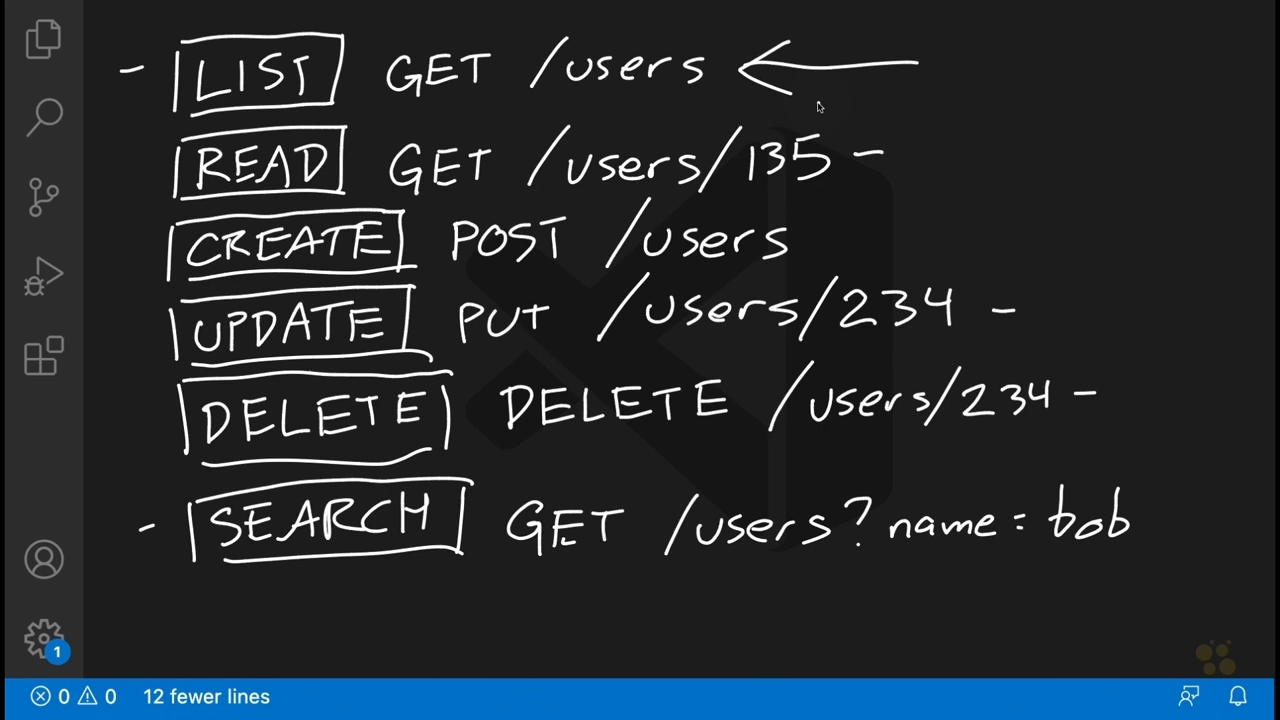 - LIST GET /users
READ GET /users/135 -
CREATE POST /users
UPDATE PUT /users/234 -
DELETE DELETE /users/234 -
- SEARCH GET /users?name=bob
1
0 0 12 fewer lines